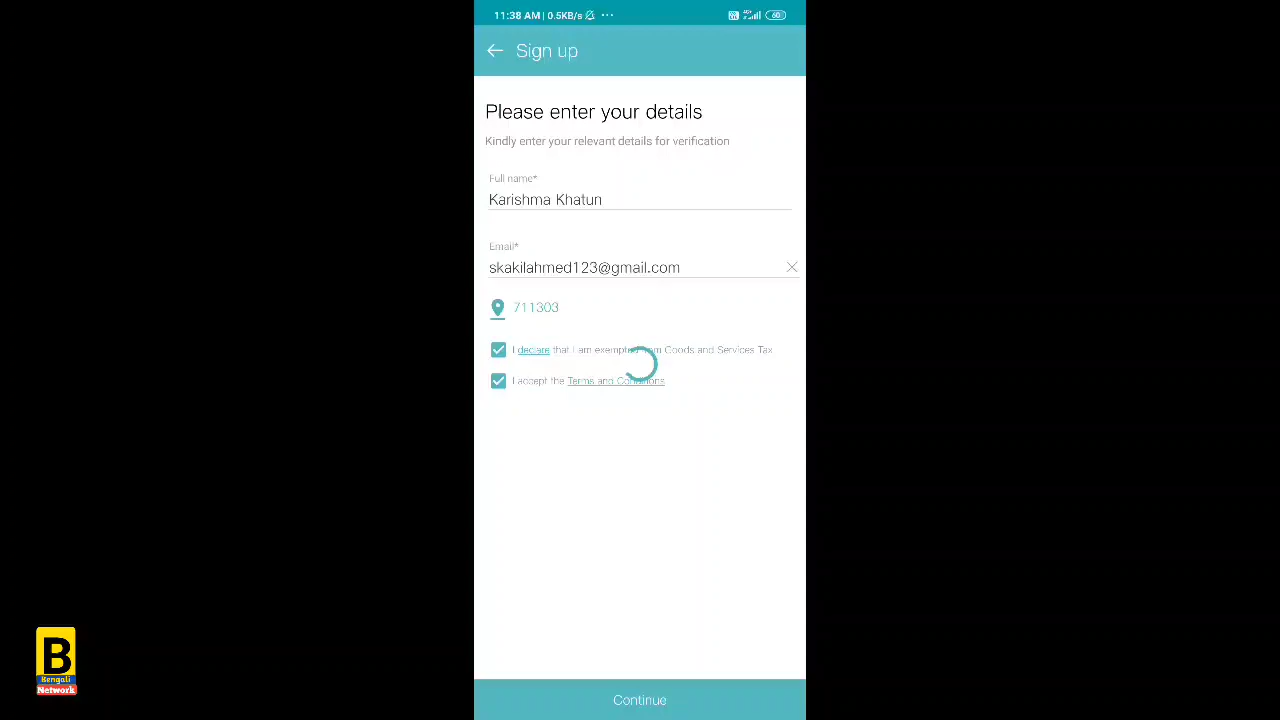 11:38 AM | 0.5KB/s ...
4G+
60
Sign up
Please enter your details
Kindly enter your relevant details for verification
Full name*
Karishma Khatun
Email*
skakilahmed123@gmail.com
711303
I declare that I am exempted from Goods and Services Tax
I accept the Terms and Conditions
Continue
B
Bengali
Network